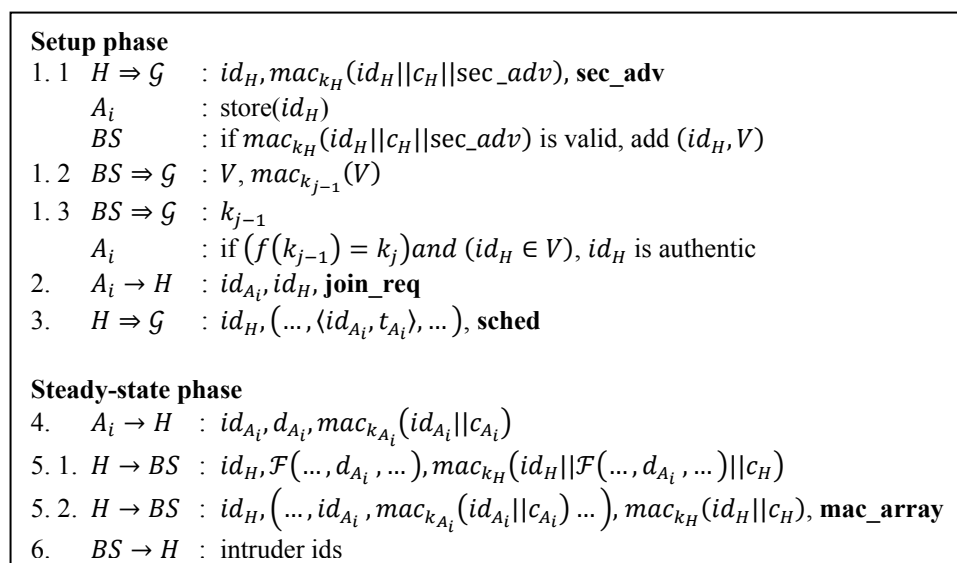 Setup phase
1. 1 H ⇒ 𝒢 : id_H, mac_{k_H}(id_H||c_H||sec_adv), sec_adv
A_i : store(id_H)
BS : if mac_{k_H}(id_H||c_H||sec_adv) is valid, add (id_H, V)
1. 2 BS ⇒ 𝒢 : V, mac_{k_{j-1}}(V)
1. 3 BS ⇒ 𝒢 : k_{j-1}
A_i : if (f(k_{j-1}) = k_j)and (id_H ∈ V), id_H is authentic
2. A_i → H : id_{A_i}, id_H, join_req
3. H ⇒ 𝒢 : id_H, (…, ⟨id_{A_i}, t_{A_i}⟩, …), sched
Steady-state phase
4. A_i → H : id_{A_i}, d_{A_i}, mac_{k_{A_i}}(id_{A_i}||c_{A_i})
5. 1. H → BS : id_H, ℱ(…, d_{A_i}, …), mac_{k_H}(id_H||ℱ(…, d_{A_i}, …)||c_H)
5. 2. H → BS : id_H, (…, id_{A_i}, mac_{k_{A_i}}(id_{A_i}||c_{A_i}) …), mac_{k_H}(id_H||c_H), mac_array
6. BS → H : intruder ids